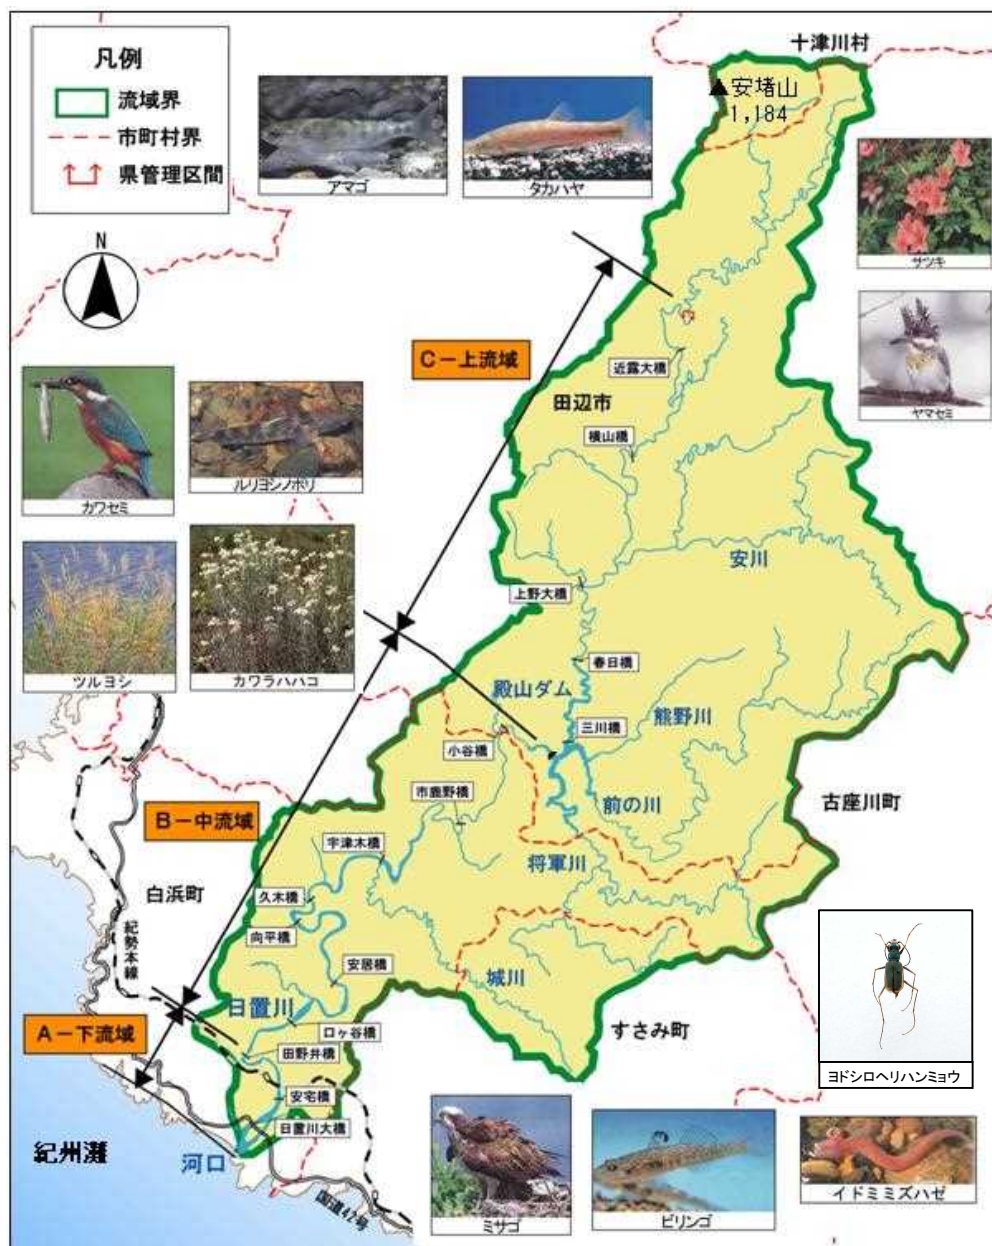 凡例
流域界
市町村界
県管理区間
N
十津川村
安堵山
1,184
アマゴ
タカハヤ
サツキ
ヤマセミ
C－上流域
近露大橋
田辺市
横山橋
カワセミ
ルリヨシノボリ
安川
上野大橋
ツルヨシ
カワラハハコ
春日橋
殿山ダム
熊野川
三川橋
小谷橋
市鹿野橋
前の川
古座川町
B－中流域
宇津木橋
将軍川
白浜町
久木橋
紀勢本線
向平橋
安居橋
城川
日置川
すさみ町
A－下流域
口ヶ谷橋
田野井橋
ヨドシロヘリハンミョウ
安宅橋
日置川大橋
紀州灘
河口
国道42号
ミサゴ
ビリンゴ
イドミミズハゼ